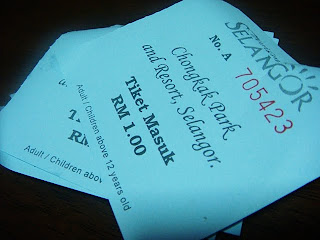 SELANGOR
No. A 705423
Chongkak Park
and Resort, Selangor.
Tiket Masuk
RM 1.00
Adult / Children above 12 years old
Adult / Children above